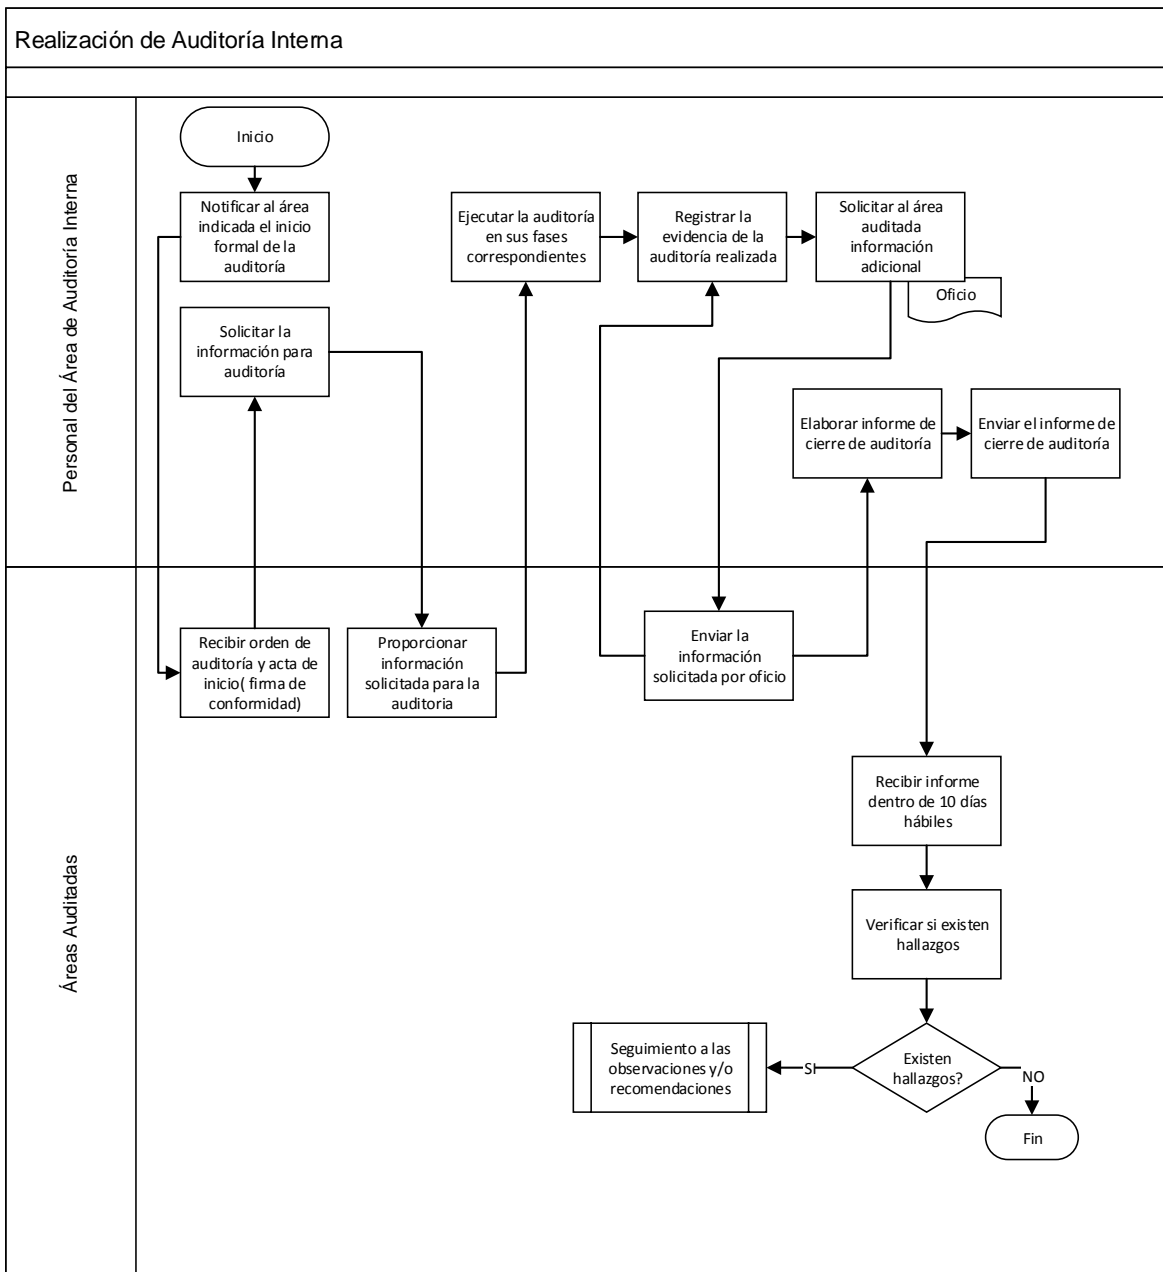 Realización de Auditoría Interna
Personal del Área de Auditoría Interna
Inicio
Notificar al área
indicada el inicio
formal de la
auditoría
Solicitar la
información para
auditoría
Ejecutar la auditoría
en sus fases
correspondientes
Registrar la
evidencia de la
auditoría realizada
Solicitar al área
auditada
información
adicional
Oficio
Elaborar informe de
cierre de auditoría
Enviar el informe de
cierre de auditoría
Áreas Auditadas
Recibir orden de
auditoría y acta de
inicio( firma de
conformidad)
Proporcionar
información
solicitada para la
auditoria
Enviar la
información
solicitada por oficio
Recibir informe
dentro de 10 días
hábiles
Verificar si existen
hallazgos
Existen
hallazgos?
SI
Seguimiento a las
observaciones y/o
recomendaciones
NO
Fin